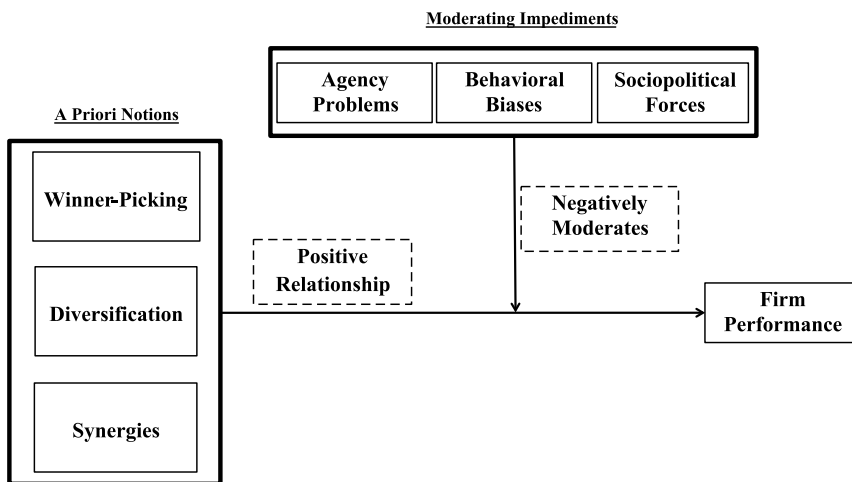 Moderating Impediments
Agency
Problems
Behavioral
Biases
Sociopolitical
Forces
A Priori Notions
Winner-Picking
Diversification
Synergies
Positive
Relationship
Negatively
Moderates
Firm
Performance